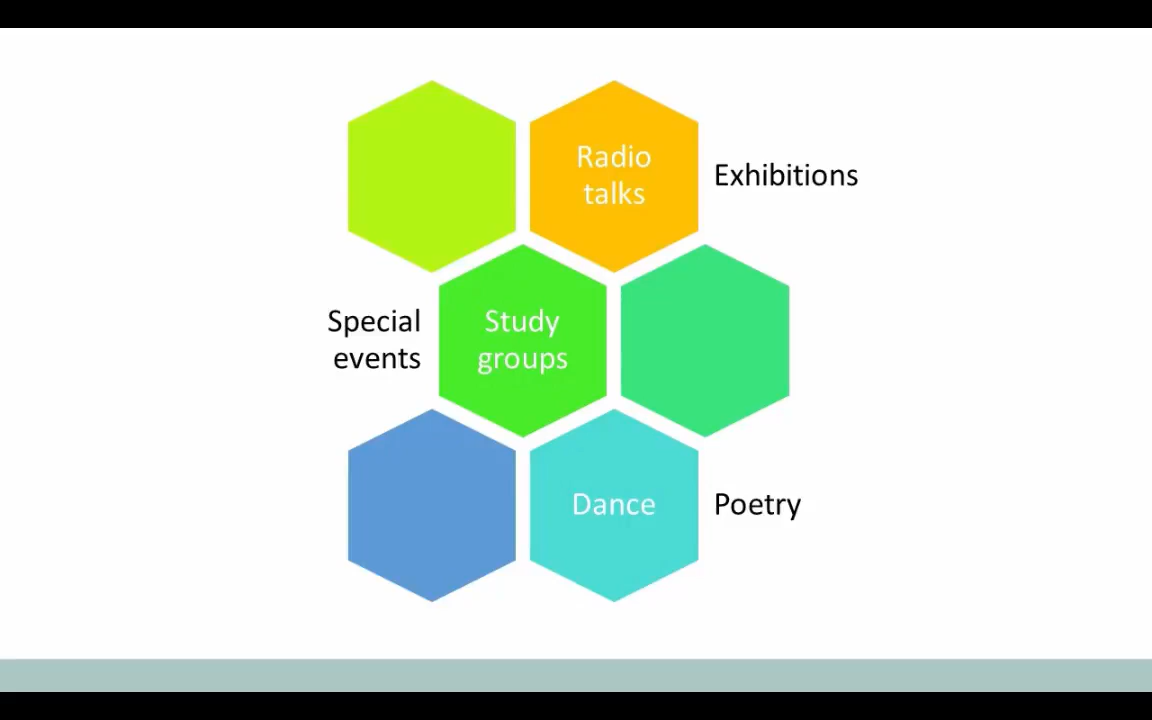 Radio
talks
Exhibitions
Special
events
Study
groups
Dance
Poetry